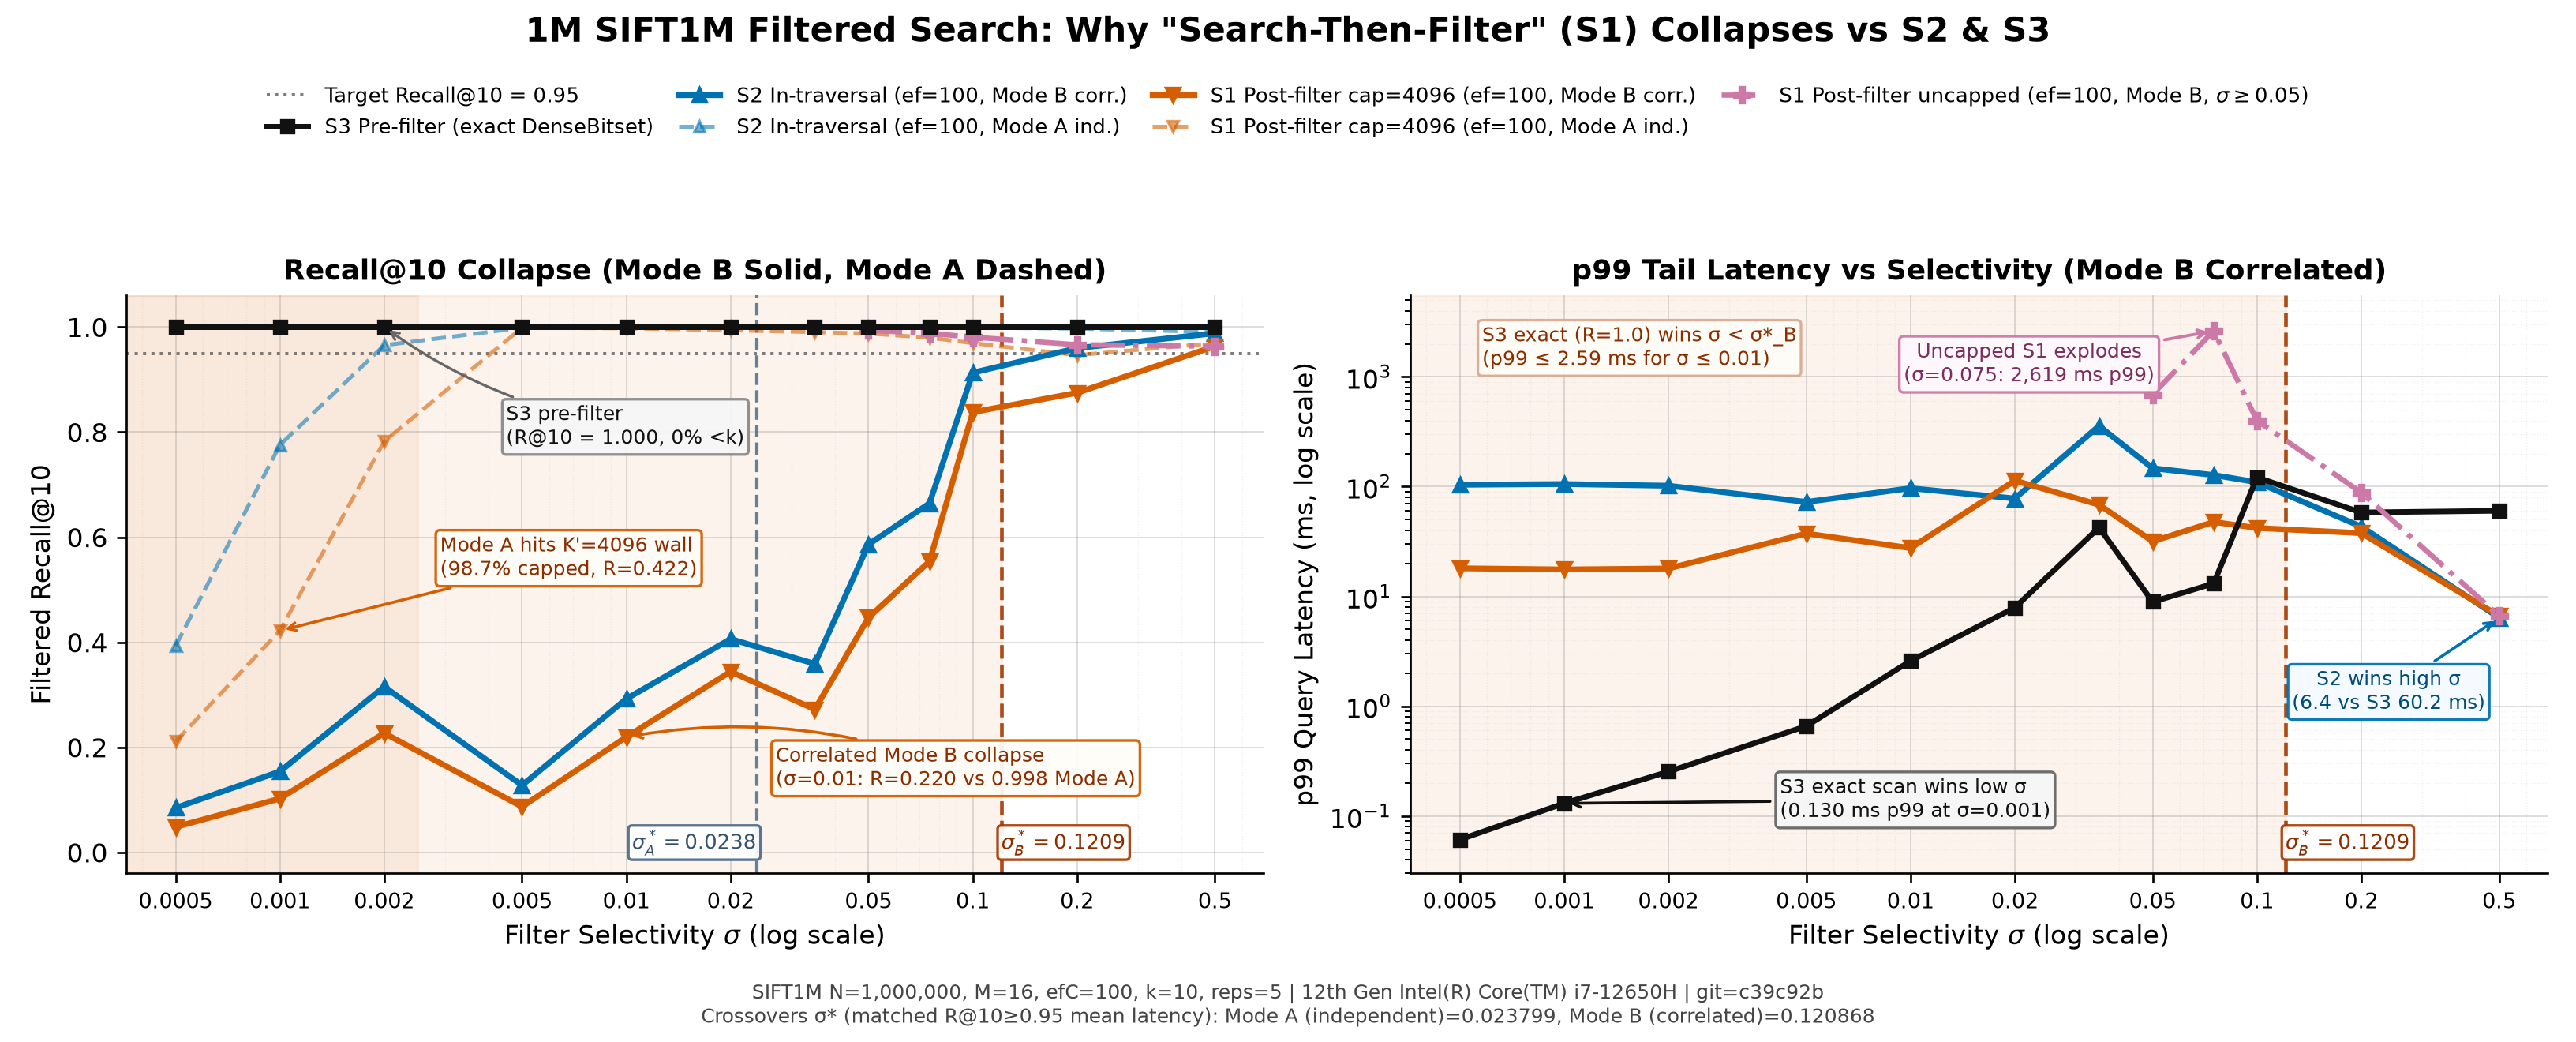 1M SIFT1M Filtered Search: Why "Search-Then-Filter" (S1) Collapses vs S2 & S3
Target Recall@10 = 0.95
S3 Pre-filter (exact DenseBitset)
S2 In-traversal (ef=100, Mode B corr.)
S2 In-traversal (ef=100, Mode A ind.)
S1 Post-filter cap=4096 (ef=100, Mode B corr.)
S1 Post-filter cap=4096 (ef=100, Mode A ind.)
S1 Post-filter uncapped (ef=100, Mode B, σ ≥ 0.05)
Recall@10 Collapse (Mode B Solid, Mode A Dashed)
Filtered Recall@10
1.0
0.8
0.6
0.4
0.2
0.0
S3 pre-filter
(R@10 = 1.000, 0% <k)
Mode A hits K'=4096 wall
(98.7% capped, R=0.422)
Correlated Mode B collapse
(σ=0.01: R=0.220 vs 0.998 Mode A)
σ*_A = 0.0238
σ*_B = 0.1209
0.0005 0.001 0.002 0.005 0.01 0.02 0.05 0.1 0.2 0.5
Filter Selectivity σ (log scale)
p99 Tail Latency vs Selectivity (Mode B Correlated)
p99 Query Latency (ms, log scale)
10³
10²
10¹
10⁰
10⁻¹
S3 exact (R=1.0) wins σ < σ*_B
(p99 ≤ 2.59 ms for σ ≤ 0.01)
Uncapped S1 explodes
(σ=0.075: 2,619 ms p99)
S2 wins high σ
(6.4 vs S3 60.2 ms)
S3 exact scan wins low σ
(0.130 ms p99 at σ=0.001)
σ*_B = 0.1209
0.0005 0.001 0.002 0.005 0.01 0.02 0.05 0.1 0.2 0.5
Filter Selectivity σ (log scale)
SIFT1M N=1,000,000, M=16, efC=100, k=10, reps=5 | 12th Gen Intel(R) Core(TM) i7-12650H | git=c39c92b
Crossovers σ* (matched R@10≥0.95 mean latency): Mode A (independent)=0.023799, Mode B (correlated)=0.120868